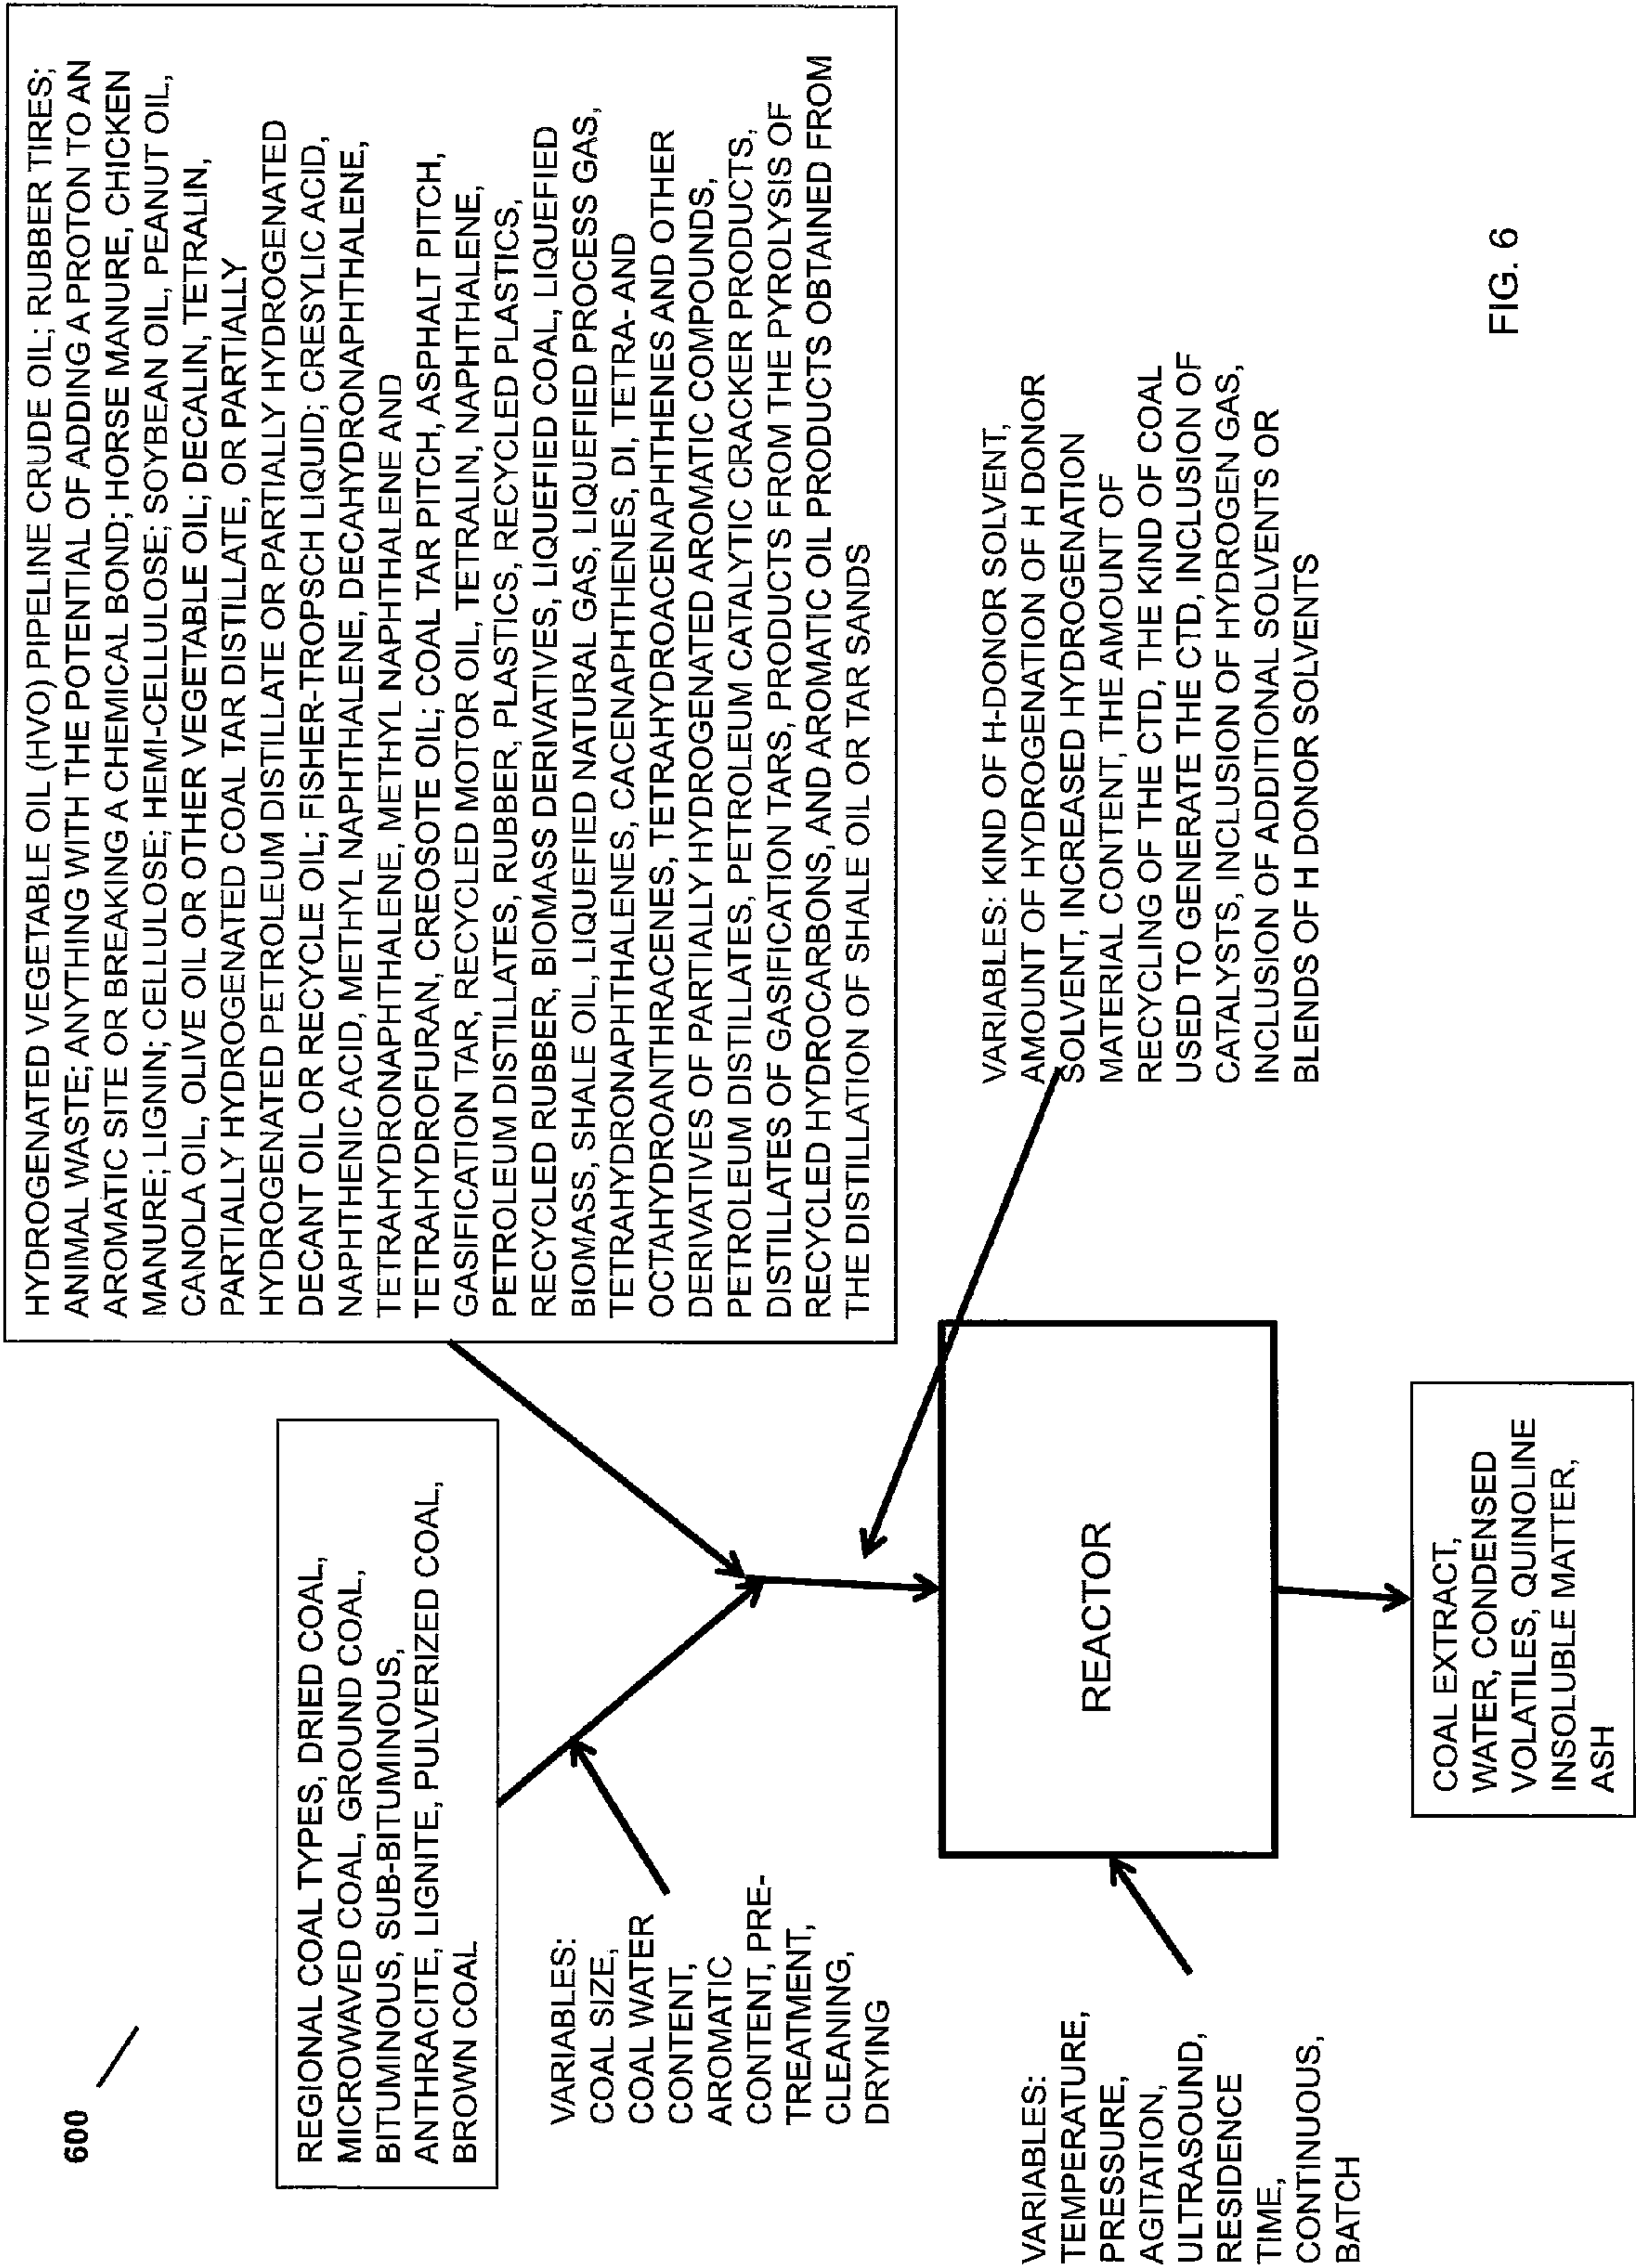 600
REGIONAL COAL TYPES, DRIED COAL,
MICROWAVED COAL, GROUND COAL,
BITUMINOUS, SUB-BITUMINOUS,
ANTHRACITE, LIGNITE, PULVERIZED COAL,
BROWN COAL
HYDROGENATED VEGETABLE OIL (HVO) PIPELINE CRUDE OIL; RUBBER TIRES;
ANIMAL WASTE; ANYTHING WITH THE POTENTIAL OF ADDING A PROTON TO AN
AROMATIC SITE OR BREAKING A CHEMICAL BOND; HORSE MANURE, CHICKEN
MANURE; LIGNIN; CELLULOSE; HEMI-CELLULOSE; SOYBEAN OIL, PEANUT OIL,
CANOLA OIL, OLIVE OIL OR OTHER VEGETABLE OIL; DECALIN, TETRALIN,
PARTIALLY HYDROGENATED COAL TAR DISTILLATE, OR PARTIALLY
HYDROGENATED PETROLEUM DISTILLATE OR PARTIALLY HYDROGENATED
DECANT OIL OR RECYCLE OIL; FISHER-TROPSCH LIQUID; CRESYLIC ACID,
NAPHTHENIC ACID, METHYL NAPHTHALENE, DECAHYDRONAPHTHALENE,
TETRAHYDRONAPHTHALENE, METHYL NAPHTHALENE AND
TETRAHYDROFURAN, CREOSOTE OIL; COAL TAR PITCH, ASPHALT PITCH,
GASIFICATION TAR, RECYCLED MOTOR OIL, TETRALIN, NAPHTHALENE,
PETROLEUM DISTILLATES, RUBBER, PLASTICS, RECYCLED PLASTICS,
RECYCLED RUBBER, BIOMASS DERIVATIVES, LIQUEFIED COAL, LIQUEFIED
BIOMASS, SHALE OIL, LIQUEFIED NATURAL GAS, LIQUEFIED PROCESS GAS,
TETRAHYDRONAPHTHALENES, CACENAPHTHENES, DI, TETRA- AND
OCTAHYDROANTHRACENES, TETRAHYDROACENAPHTHENES AND OTHER
DERIVATIVES OF PARTIALLY HYDROGENATED AROMATIC COMPOUNDS,
PETROLEUM DISTILLATES, PETROLEUM CATALYTIC CRACKER PRODUCTS,
DISTILLATES OF GASIFICATION TARS, PRODUCTS FROM THE PYROLYSIS OF
RECYCLED HYDROCARBONS, AND AROMATIC OIL PRODUCTS OBTAINED FROM
THE DISTILLATION OF SHALE OIL OR TAR SANDS
VARIABLES:
COAL SIZE,
COAL WATER
CONTENT,
AROMATIC
CONTENT, PRE-
TREATMENT,
CLEANING,
DRYING
VARIABLES: KIND OF H-DONOR SOLVENT,
AMOUNT OF HYDROGENATION OF H DONOR
SOLVENT, INCREASED HYDROGENATION
MATERIAL CONTENT, THE AMOUNT OF
RECYCLING OF THE CTD, THE KIND OF COAL
USED TO GENERATE THE CTD, INCLUSION OF
CATALYSTS, INCLUSION OF HYDROGEN GAS,
INCLUSION OF ADDITIONAL SOLVENTS OR
BLENDS OF H DONOR SOLVENTS
VARIABLES:
TEMPERATURE,
PRESSURE,
AGITATION,
ULTRASOUND,
RESIDENCE
TIME,
CONTINUOUS,
BATCH
REACTOR
COAL EXTRACT,
WATER, CONDENSED
VOLATILES, QUINOLINE
INSOLUBLE MATTER,
ASH
FIG. 6